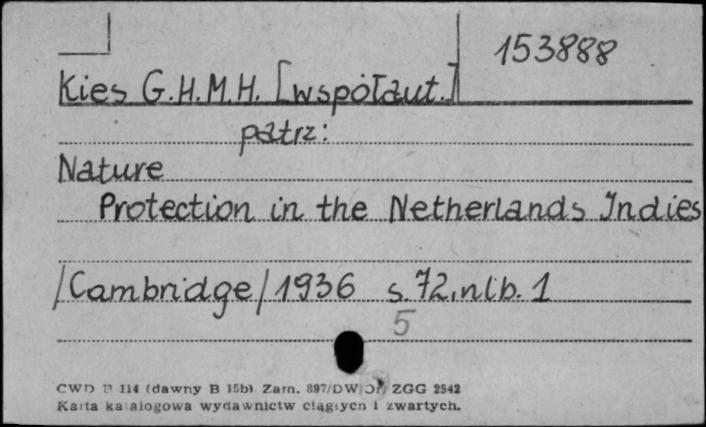 153888
Kies G.H.M.H. [współaut.]
patrz:
Nature
Protection in the Netherlands Indies
/Cambridge/ 1936 s. 72, nlb. 1
5
CWD B 114 (dawny B 15b) Zam. 897/DW ZGG 2542
Karta katalogowa wydawnictw ciągłych i zwartych.